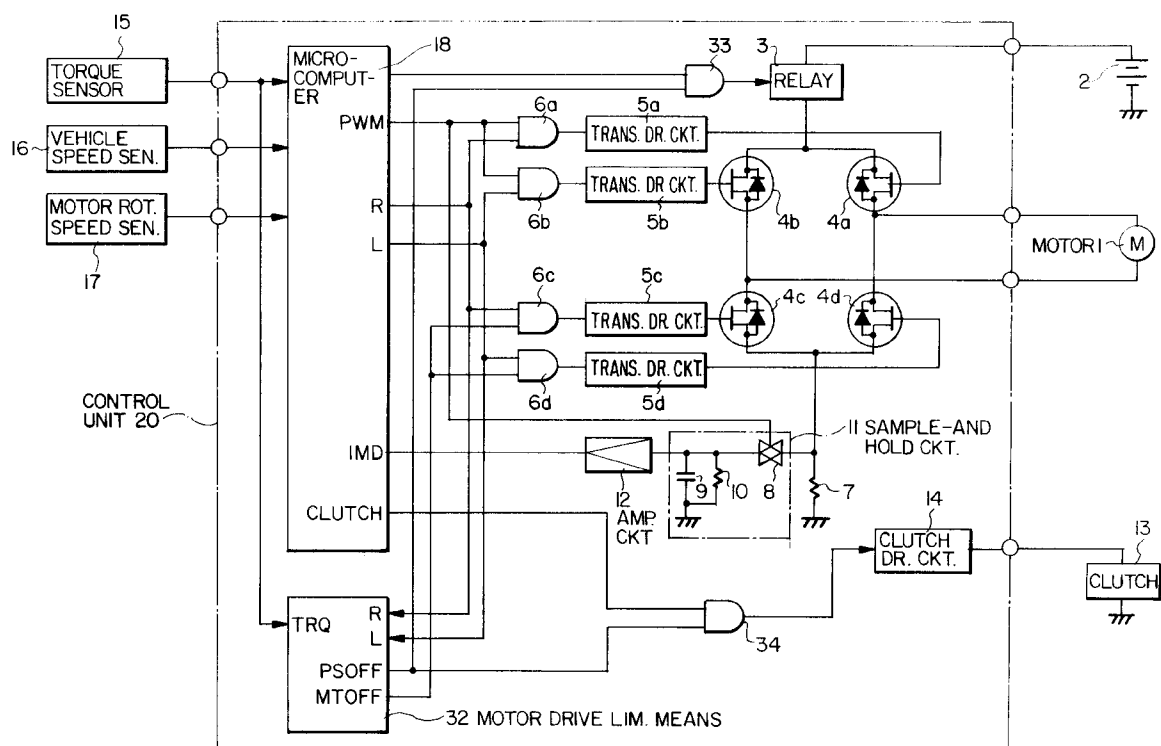 15
TORQUE
SENSOR
16
VEHICLE
SPEED SEN.
MOTOR ROT.
SPEED SEN.
17
18
MICRO-
COMPUT-
ER
PWM
R
L
IMD
CLUTCH
CONTROL
UNIT 20
33
3
RELAY
2
6a
5a
TRANS. DR. CKT.
6b
TRANS. DR. CKT.
5b
4b
4a
MOTOR 1
M
6c
5c
TRANS. DR. CKT.
4c
4d
6d
TRANS. DR. CKT.
5d
11 SAMPLE-AND
HOLD CKT.
12
AMP.
CKT
9
10
8
7
14
CLUTCH
DR. CKT.
13
CLUTCH
34
TRQ
R
L
PSOFF
MTOFF
32 MOTOR DRIVE LIM. MEANS